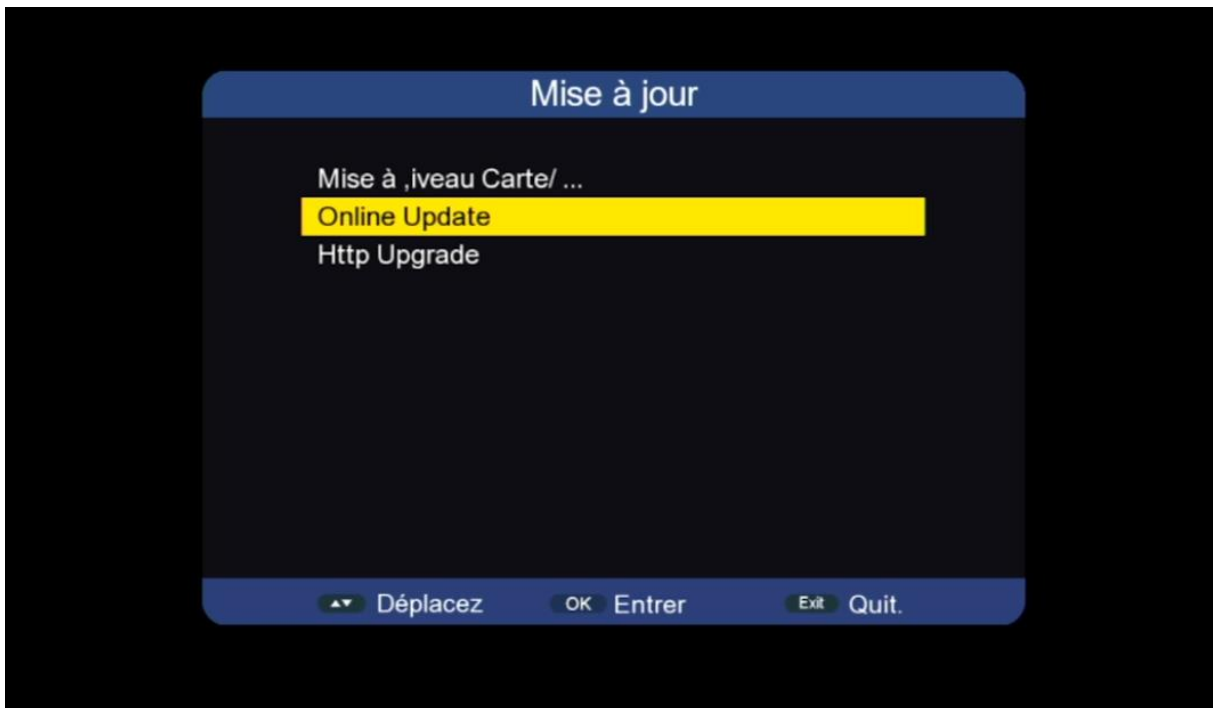 Mise à jour
Mise à ,iveau Carte/ ...
Online Update
Http Upgrade
Déplacez OK Entrer Exit Quit.